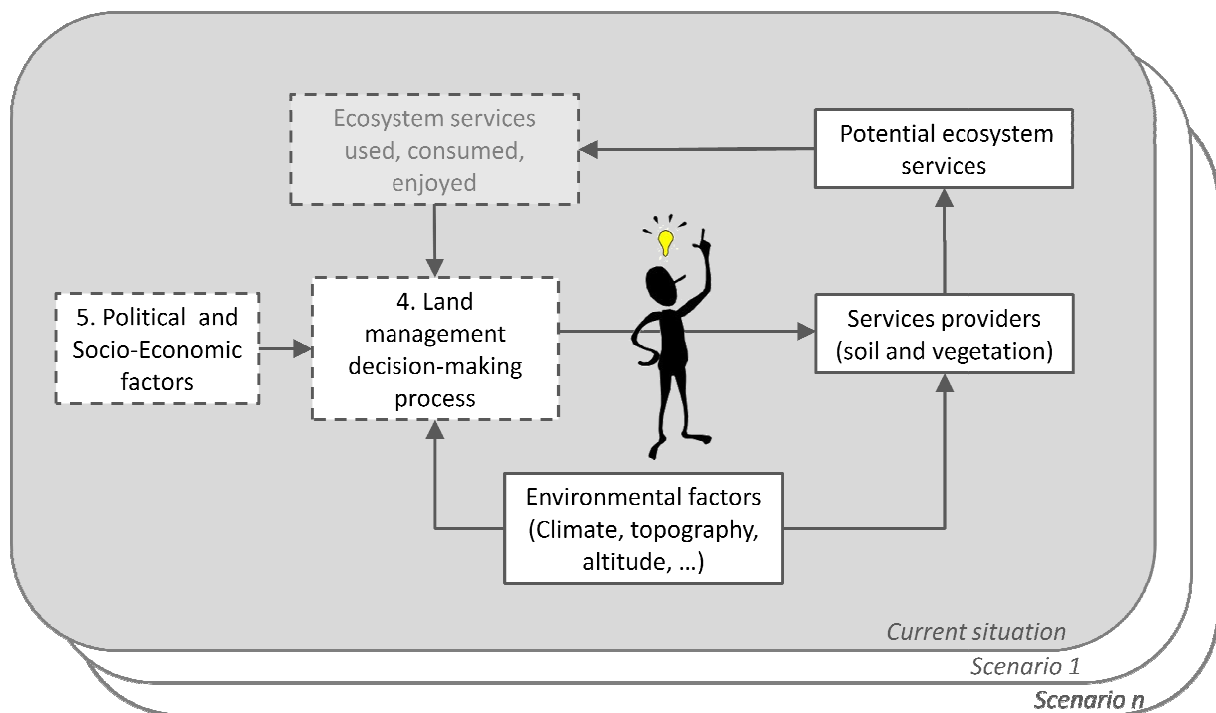 Ecosystem services
used, consumed,
enjoyed
Potential ecosystem
services
5. Political and
Socio-Economic
factors
4. Land
management
decision-making
process
Services providers
(soil and vegetation)
Environmental factors
(Climate, topography,
altitude, ...)
Current situation
Scenario 1
Scenario n